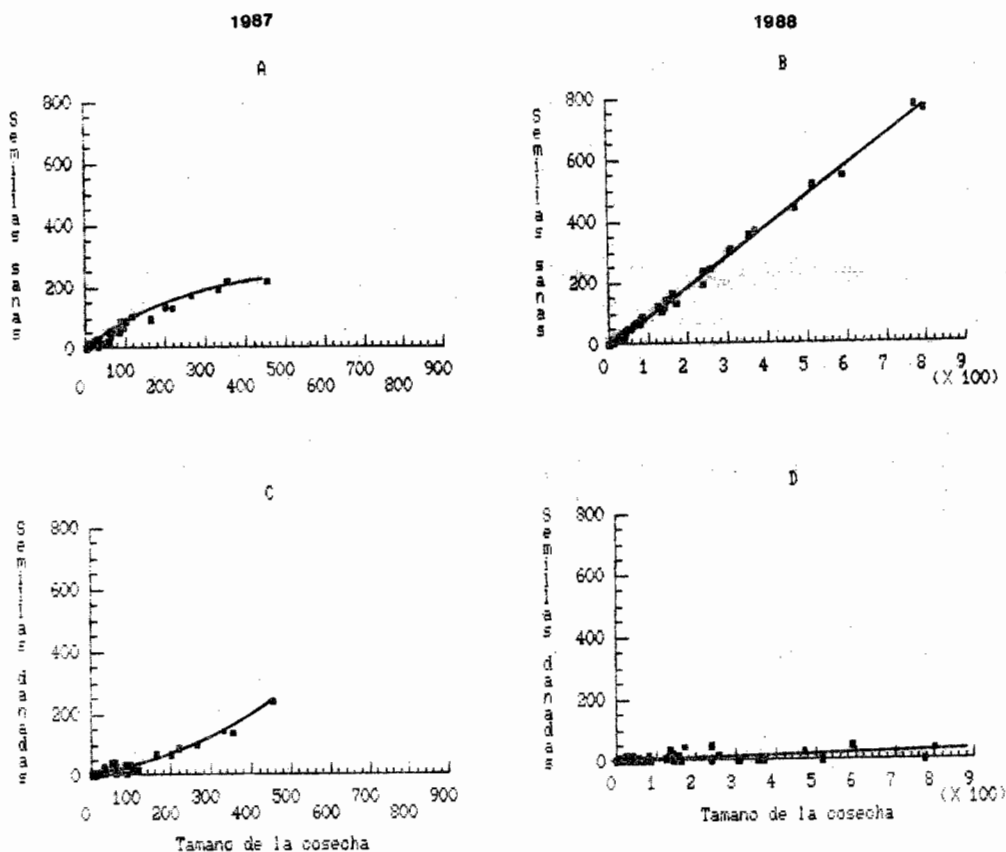 1987
1988
A
B
Semillas sanas
800
600
400
200
0
0 100 200 300 400 500 600 700 800 900
Semillas sanas
800
600
400
200
0
0 1 2 3 4 5 6 7 8 9
(X 100)
C
D
Semillas danadas
800
600
400
200
0
0 100 200 300 400 500 600 700 800 900
Tamano de la cosecha
Semillas danadas
800
600
400
200
0
0 1 2 3 4 5 6 7 8 9
(X 100)
Tamano de la cosecha